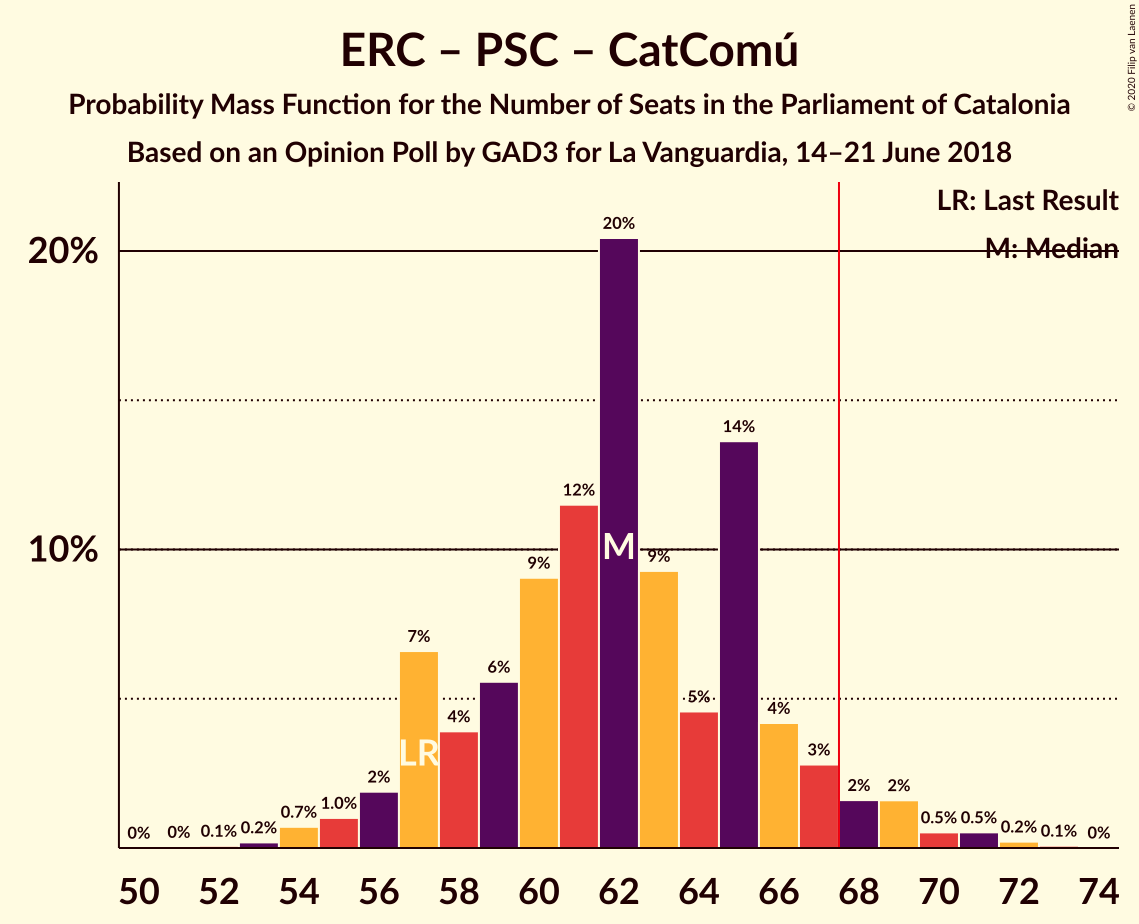 ERC – PSC – CatComú
Probability Mass Function for the Number of Seats in the Parliament of Catalonia
Based on an Opinion Poll by GAD3 for La Vanguardia, 14–21 June 2018
© 2020 Filip van Laenen
LR: Last Result
M: Median
20%
10%
0% 0% 0.1% 0.2% 0.7% 1.0% 2% 7% 4% 6% 9% 12% 20% 9% 5% 14% 4% 3% 2% 2% 0.5% 0.5% 0.2% 0.1% 0%
LR
M
50 52 54 56 58 60 62 64 66 68 70 72 74